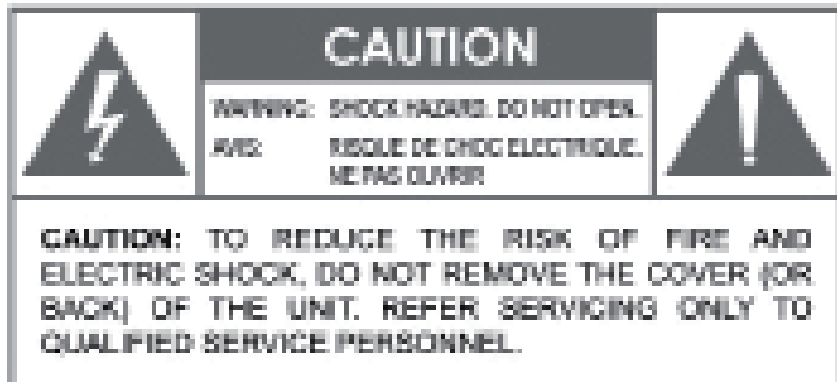 CAUTION
WARNING: SHOCK HAZARD. DO NOT OPEN.
AVIS: RISQUE DE CHOC ELECTRIQUE.
NE PAS OUVRIR
CAUTION: TO REDUCE THE RISK OF FIRE AND
ELECTRIC SHOCK, DO NOT REMOVE THE COVER (OR
BACK) OF THE UNIT. REFER SERVICING ONLY TO
QUALIFIED SERVICE PERSONNEL.